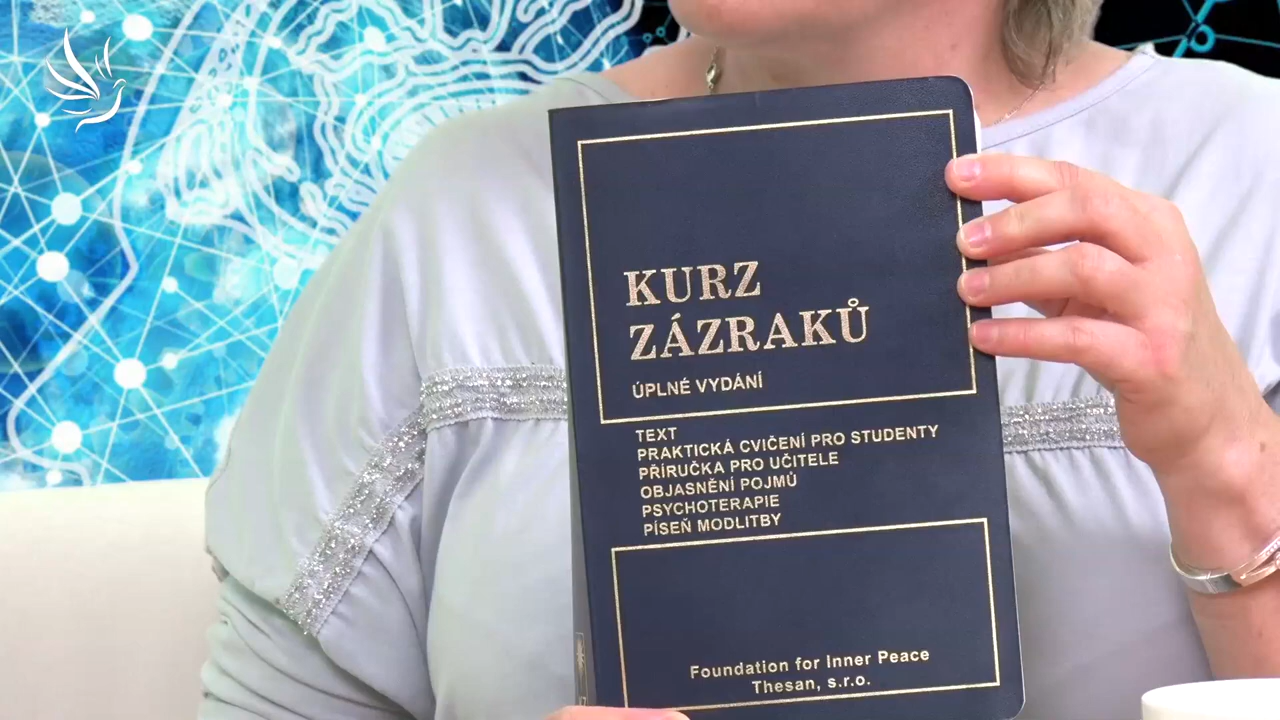 KURZ
ZÁZRAKŮ
ÚPLNÉ VYDÁNÍ
TEXT
PRAKTICKÁ CVIČENÍ PRO STUDENTY
PŘÍRUČKA PRO UČITELE
OBJASNĚNÍ POJMŮ
PSYCHOTERAPIE
PÍSEŇ MODLITBY
Foundation for Inner Peace
Thesan, s.r.o.